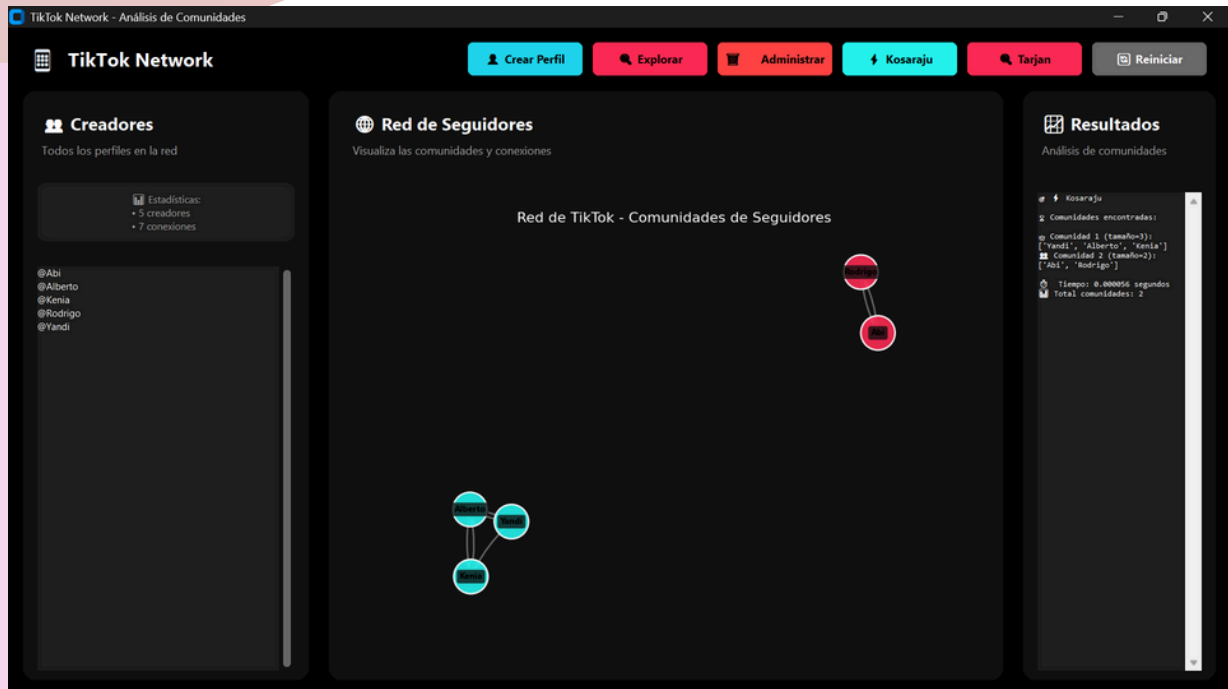 TikTok Network - Análisis de Comunidades
TikTok Network
Crear Perfil
Explorar
Administrar
Kosaraju
Tarjan
Reiniciar
Creadores
Todos los perfiles en la red
Estadísticas:
• 5 creadores
• 7 conexiones
@Abi
@Alberto
@Kenia
@Rodrigo
@Yandi
Red de Seguidores
Visualiza las comunidades y conexiones
Red de TikTok - Comunidades de Seguidores
Rodrigo
Abi
Alberto
Yandi
Kenia
Resultados
Análisis de comunidades
Kosaraju
Comunidades encontradas:
Comunidad 1 (tamaño=3):
['Yandi', 'Alberto', 'Kenia']
Comunidad 2 (tamaño=2):
['Abi', 'Rodrigo']
Tiempo: 0.000056 segundos
Total comunidades: 2